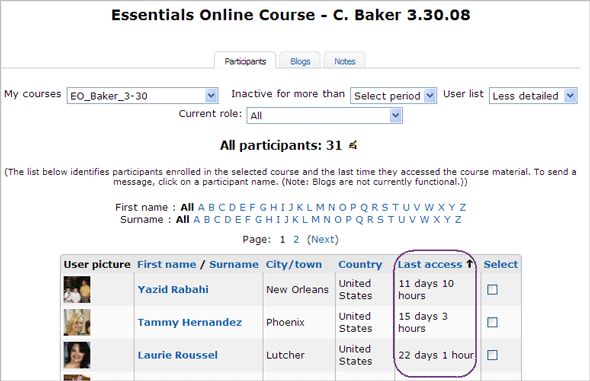 Essentials Online Course - C. Baker 3.30.08
Participants Blogs Notes
My courses EO_Baker_3-30 Inactive for more than Select period User list Less detailed
Current role: All
All participants: 31
(The list below identifies participants enrolled in the selected course and the last time they accessed the course material. To send a
message, click on a participant name. (Note: Blogs are not currently functional.))
First name : All A B C D E F G H I J K L M N O P Q R S T U V W X Y Z
Surname : All A B C D E F G H I J K L M N O P Q R S T U V W X Y Z
Page: 1 2 (Next)
User picture First name / Surname City/town Country Last access ↑ Select
Yazid Rabahi New Orleans United States 11 days 10 hours
Tammy Hernandez Phoenix United States 15 days 3 hours
Laurie Roussel Lutcher United States 22 days 1 hour